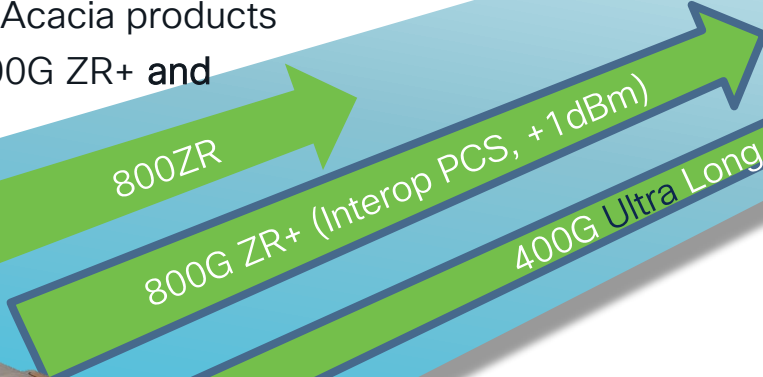 Acacia products
00G ZR+ and
800ZR
800G ZR+ (Interop PCS, +1dBm)
400G Ultra Long